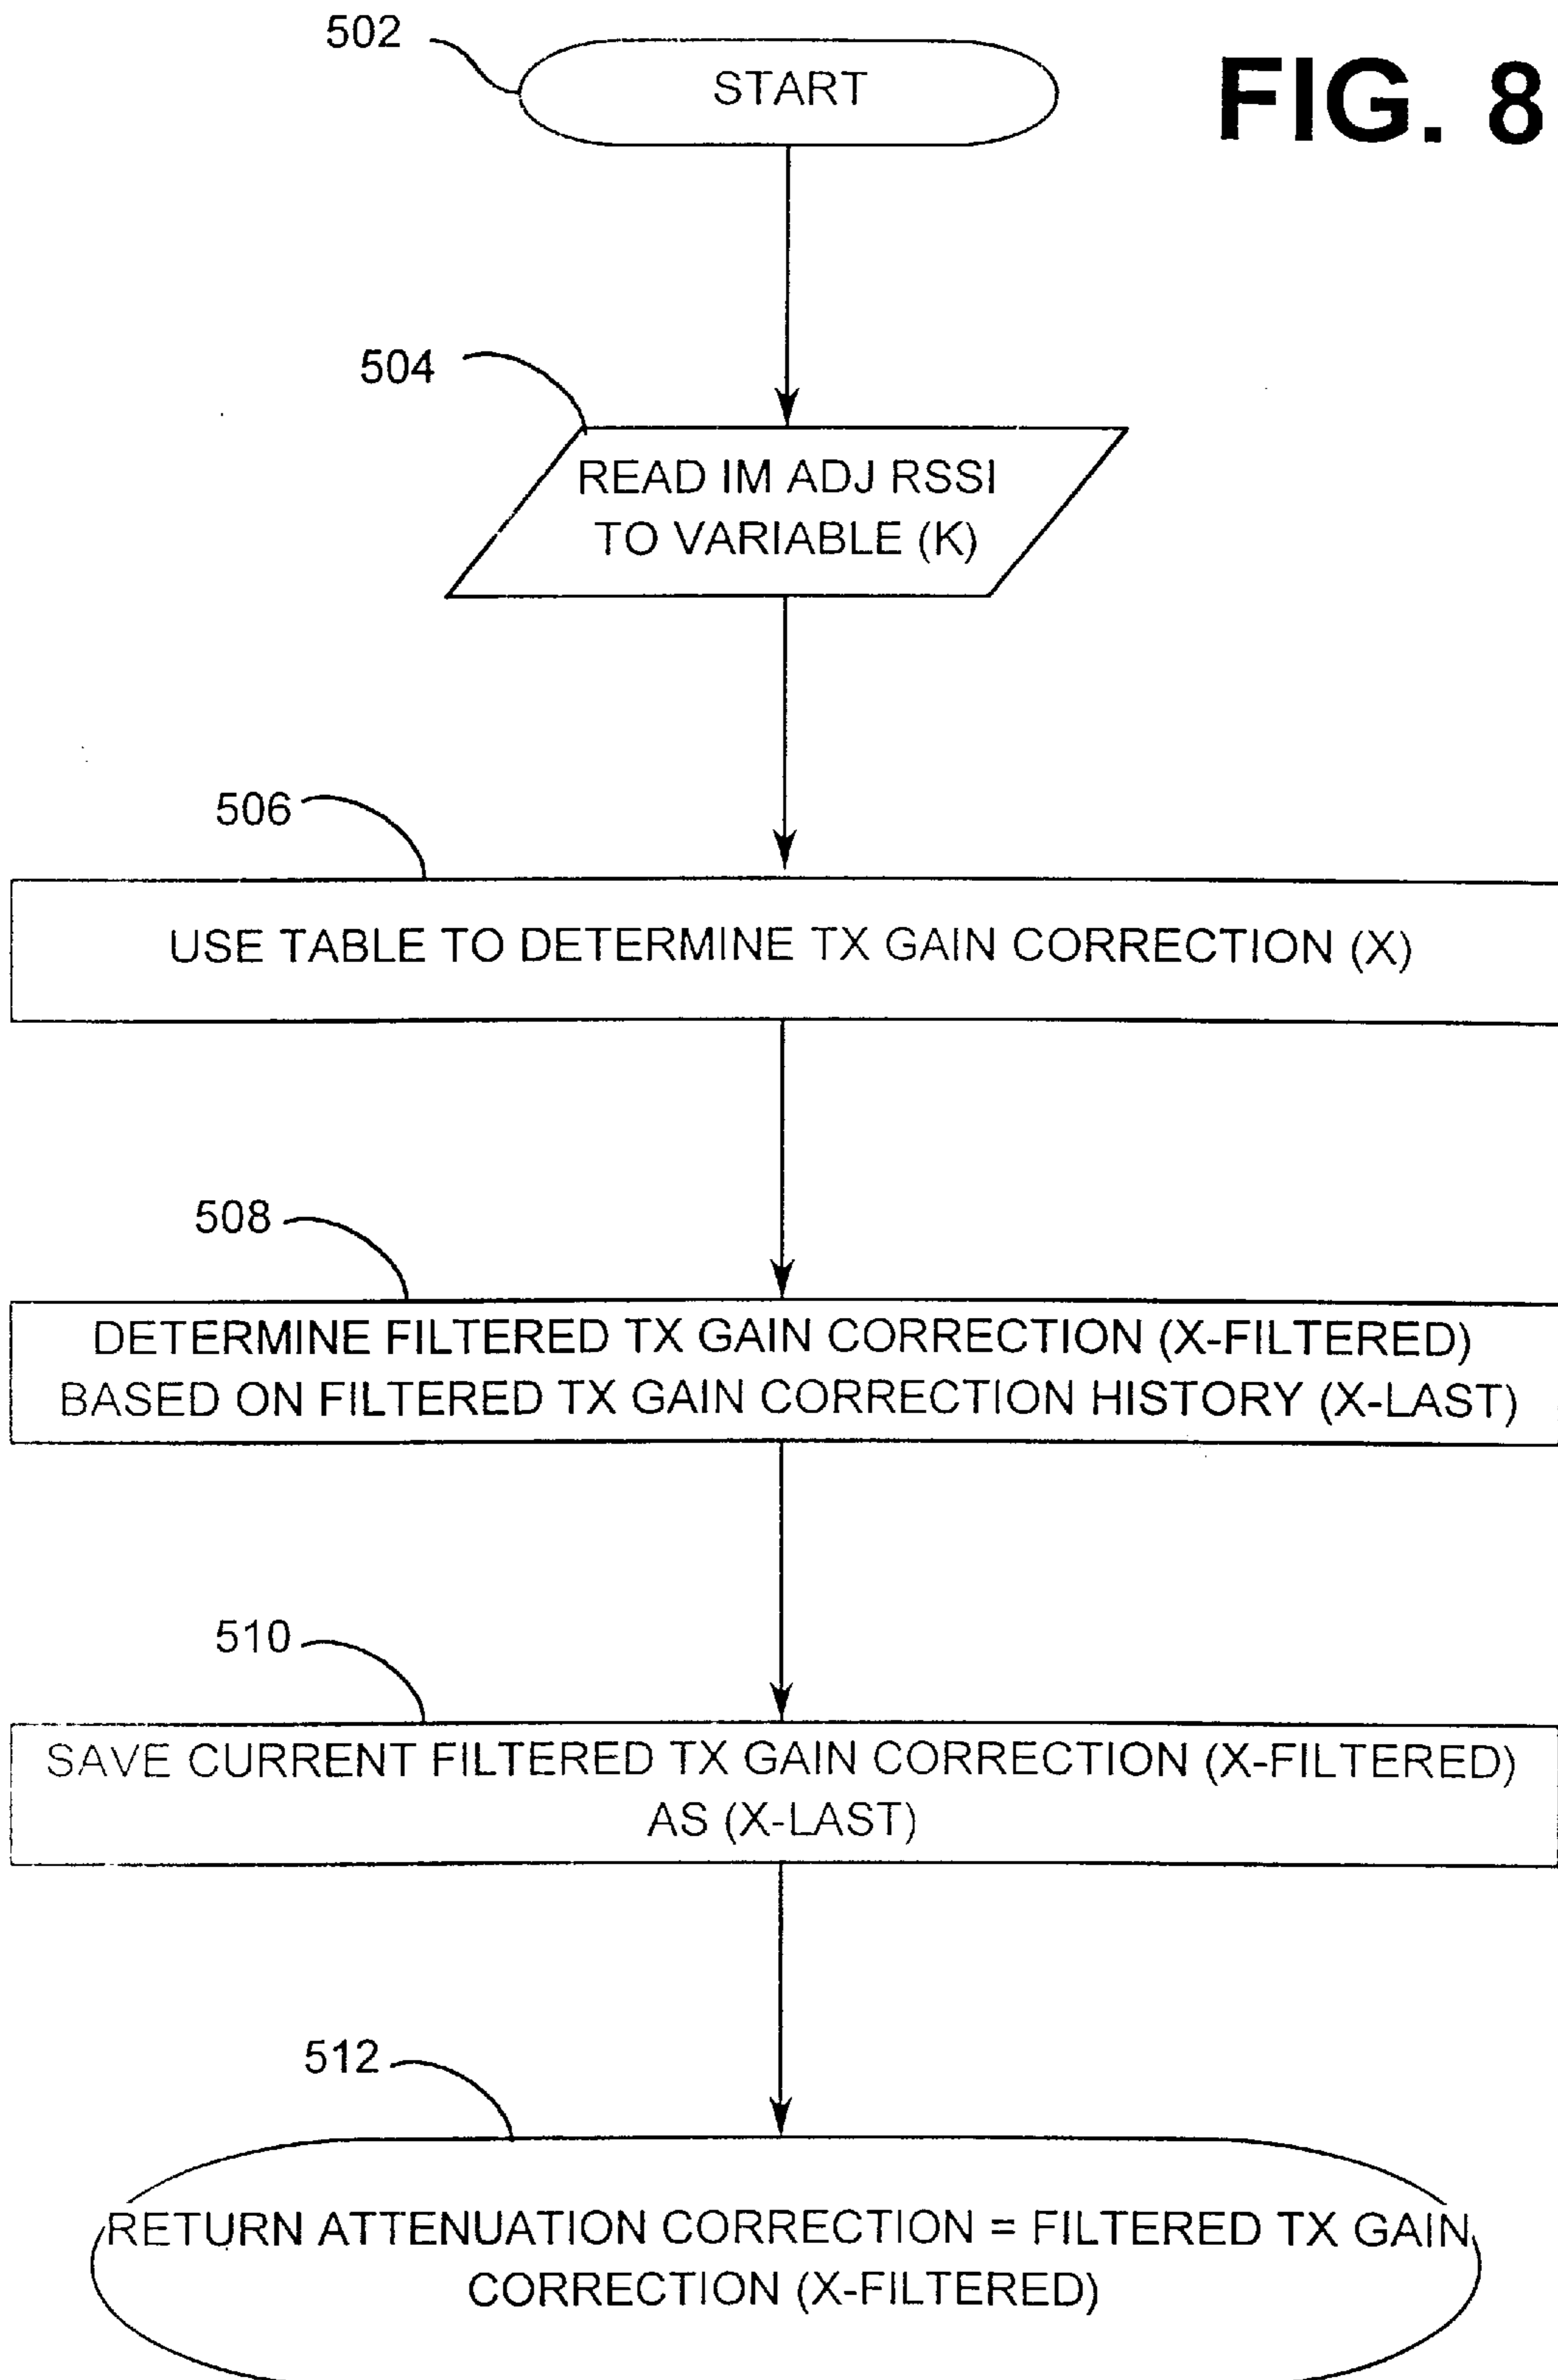 502
START
FIG. 8
504
READ IM ADJ RSSI
TO VARIABLE (K)
506
USE TABLE TO DETERMINE TX GAIN CORRECTION (X)
508
DETERMINE FILTERED TX GAIN CORRECTION (X-FILTERED)
BASED ON FILTERED TX GAIN CORRECTION HISTORY (X-LAST)
510
SAVE CURRENT FILTERED TX GAIN CORRECTION (X-FILTERED)
AS (X-LAST)
512
RETURN ATTENUATION CORRECTION = FILTERED TX GAIN
CORRECTION (X-FILTERED)